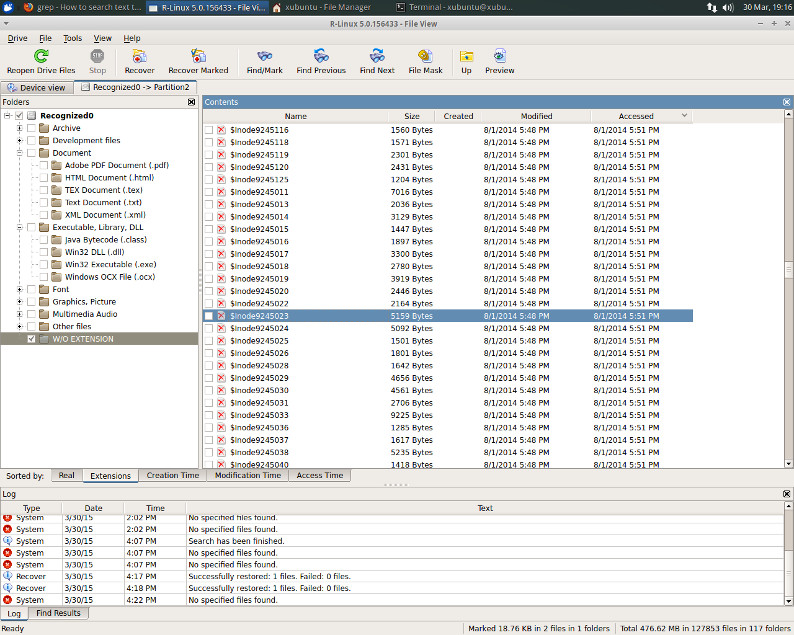 grep - How to search text t... R-Linux 5.0.156433 - File Vi... xubuntu - File Manager Terminal - xubuntu@xubu... 30 Mar, 19:16
R-Linux 5.0.156433 - File View
Drive File Tools View Help
Reopen Drive Files Stop Recover Recover Marked Find/Mark Find Previous Find Next File Mask Up Preview
Device view Recognized0 -> Partition2
Folders
Recognized0
Archive
Development files
Document
Adobe PDF Document (.pdf)
HTML Document (.html)
TEX Document (.tex)
Text Document (.txt)
XML Document (.xml)
Executable, Library, DLL
Java Bytecode (.class)
Win32 DLL (.dll)
Win32 Executable (.exe)
Windows OCX File (.ocx)
Font
Graphics, Picture
Multimedia Audio
Other files
W/O EXTENSION
Contents
Name Size Created Modified Accessed
$Inode9245116 1560 Bytes 8/1/2014 5:48 PM 8/1/2014 5:51 PM
$Inode9245118 1571 Bytes 8/1/2014 5:48 PM 8/1/2014 5:51 PM
$Inode9245119 2301 Bytes 8/1/2014 5:48 PM 8/1/2014 5:51 PM
$Inode9245120 2431 Bytes 8/1/2014 5:48 PM 8/1/2014 5:51 PM
$Inode9245125 1204 Bytes 8/1/2014 5:48 PM 8/1/2014 5:51 PM
$Inode9245011 7016 Bytes 8/1/2014 5:48 PM 8/1/2014 5:51 PM
$Inode9245013 2036 Bytes 8/1/2014 5:48 PM 8/1/2014 5:51 PM
$Inode9245014 3129 Bytes 8/1/2014 5:48 PM 8/1/2014 5:51 PM
$Inode9245015 1447 Bytes 8/1/2014 5:48 PM 8/1/2014 5:51 PM
$Inode9245016 1897 Bytes 8/1/2014 5:48 PM 8/1/2014 5:51 PM
$Inode9245017 3300 Bytes 8/1/2014 5:48 PM 8/1/2014 5:51 PM
$Inode9245018 2780 Bytes 8/1/2014 5:48 PM 8/1/2014 5:51 PM
$Inode9245019 3919 Bytes 8/1/2014 5:48 PM 8/1/2014 5:51 PM
$Inode9245020 2446 Bytes 8/1/2014 5:48 PM 8/1/2014 5:51 PM
$Inode9245022 2164 Bytes 8/1/2014 5:48 PM 8/1/2014 5:51 PM
$Inode9245023 5159 Bytes 8/1/2014 5:48 PM 8/1/2014 5:51 PM
$Inode9245024 5092 Bytes 8/1/2014 5:48 PM 8/1/2014 5:51 PM
$Inode9245025 1501 Bytes 8/1/2014 5:48 PM 8/1/2014 5:51 PM
$Inode9245026 1801 Bytes 8/1/2014 5:48 PM 8/1/2014 5:51 PM
$Inode9245028 1642 Bytes 8/1/2014 5:48 PM 8/1/2014 5:51 PM
$Inode9245029 4656 Bytes 8/1/2014 5:48 PM 8/1/2014 5:51 PM
$Inode9245030 4561 Bytes 8/1/2014 5:48 PM 8/1/2014 5:51 PM
$Inode9245031 2706 Bytes 8/1/2014 5:48 PM 8/1/2014 5:51 PM
$Inode9245033 9225 Bytes 8/1/2014 5:48 PM 8/1/2014 5:51 PM
$Inode9245036 1285 Bytes 8/1/2014 5:48 PM 8/1/2014 5:51 PM
$Inode9245037 1617 Bytes 8/1/2014 5:48 PM 8/1/2014 5:51 PM
$Inode9245038 5235 Bytes 8/1/2014 5:48 PM 8/1/2014 5:51 PM
$Inode9245040 1418 Bytes 8/1/2014 5:48 PM 8/1/2014 5:51 PM
Sorted by: Real Extensions Creation Time Modification Time Access Time
Log
Type Date Time Text
System 3/30/15 2:02 PM No specified files found.
System 3/30/15 2:02 PM No specified files found.
System 3/30/15 4:07 PM Search has been finished.
System 3/30/15 4:07 PM No specified files found.
System 3/30/15 4:07 PM No specified files found.
Recover 3/30/15 4:17 PM Successfully restored: 1 files. Failed: 0 files.
Recover 3/30/15 4:18 PM Successfully restored: 1 files. Failed: 0 files.
System 3/30/15 4:22 PM No specified files found.
Log Find Results
Ready Marked 18.76 KB in 2 files in 1 folders Total 476.62 MB in 127853 files in 117 folders